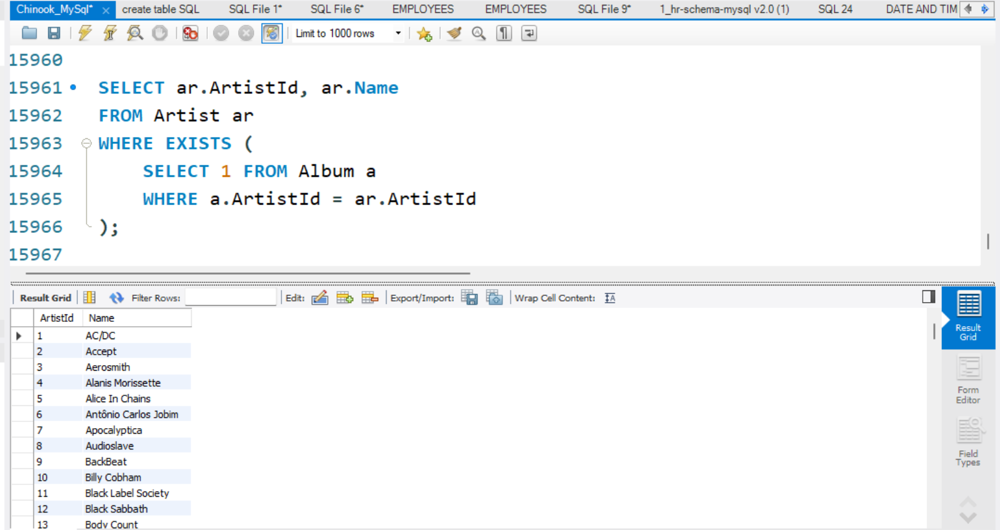 Chinook_MySql* create table SQL SQL File 1* SQL File 6* EMPLOYEES EMPLOYEES SQL File 9* 1_hr-schema-mysql v2.0 (1) SQL 24 DATE AND TIM
Limit to 1000 rows
15960
15961 SELECT ar.ArtistId, ar.Name
15962 FROM Artist ar
15963 WHERE EXISTS (
15964 SELECT 1 FROM Album a
15965 WHERE a.ArtistId = ar.ArtistId
15966 );
15967
Result Grid Filter Rows: Edit: Export/Import: Wrap Cell Content: IA
ArtistId Name
1 AC/DC
2 Accept
3 Aerosmith
4 Alanis Morissette
5 Alice In Chains
6 Antônio Carlos Jobim
7 Apocalyptica
8 Audioslave
9 BackBeat
10 Billy Cobham
11 Black Label Society
12 Black Sabbath
13 Body Count
Result
Grid
Form
Editor
Field
Types